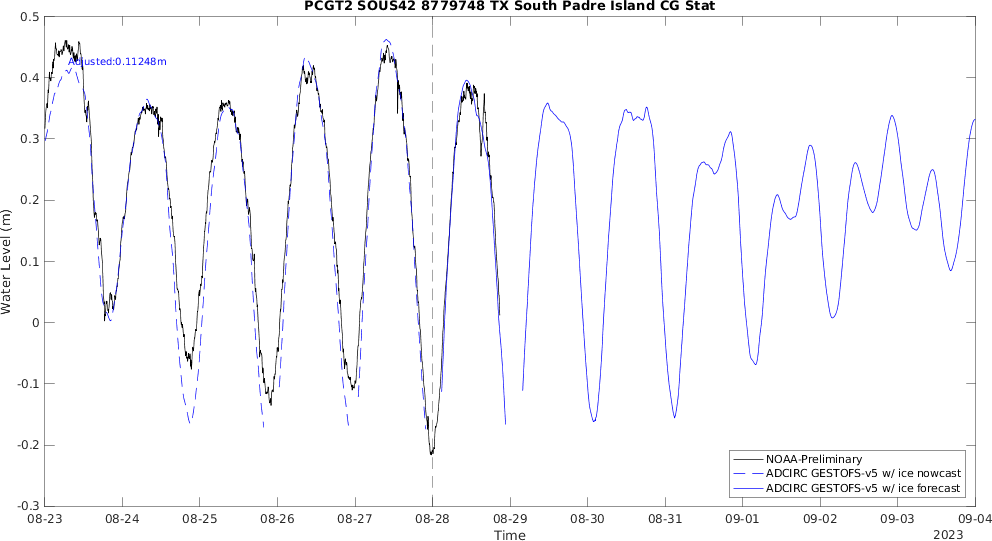 PCGT2 SOUS42 8779748 TX South Padre Island CG Stat
0.5
Adjusted:0.11248m
0.4
0.3
0.2
0.1
0
-0.1
-0.2
-0.3
Water Level (m)
NOAA-Preliminary
ADCIRC GESTOFS-v5 w/ ice nowcast
ADCIRC GESTOFS-v5 w/ ice forecast
08-23 08-24 08-25 08-26 08-27 08-28 08-29 08-30 08-31 09-01 09-02 09-03 09-04
Time
2023